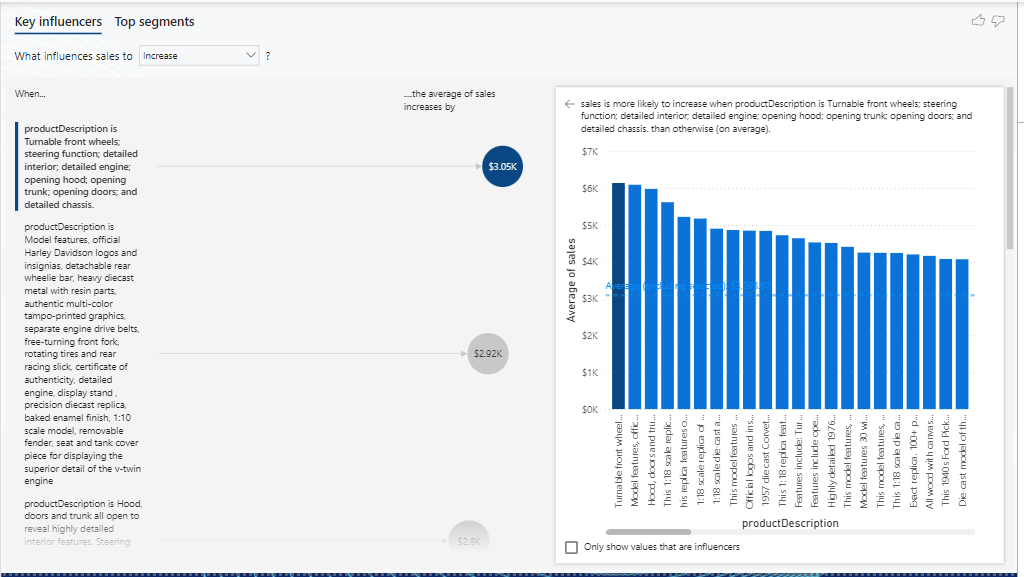 Key influencers Top segments
What influences sales to Increase ?
When...
....the average of sales
increases by
productDescription is
Turnable front wheels;
steering function; detailed
interior; detailed engine;
opening hood; opening
trunk; opening doors; and
detailed chassis.
$3.05K
productDescription is
Model features, official
Harley Davidson logos and
insignias, detachable rear
wheelie bar, heavy diecast
metal with resin parts,
authentic multi-color
tampo-printed graphics,
separate engine drive belts,
free-turning front fork,
rotating tires and rear
racing slick, certificate of
authenticity, detailed
engine, display stand ,
precision diecast replica,
baked enamel finish, 1:10
scale model, removable
fender, seat and tank cover
piece for displaying the
superior detail of the v-twin
engine
$2.92K
productDescription is Hood,
doors and trunk all open to
reveal highly detailed
interior features. Steering
$2.8K
sales is more likely to increase when productDescription is Turnable front wheels; steering
function; detailed interior; detailed engine; opening hood; opening trunk; opening doors; and
detailed chassis. than otherwise (on average).
Average of sales
$7K
$6K
$5K
$4K
$3K
$2K
$1K
$0K
Average (excluding selected):
Turnable front wheel...
Model features, offic...
Hood, doors and tru...
This 1:18 scale replic...
his replica features o...
1:18 scale replica of ...
1:18 scale die cast a...
This model features ...
Official logos and ins...
1957 die cast Corvet...
This 1:18 replica feat...
Features include: Tur...
Features include ope...
Highly detailed 1976...
This model features, ...
Model features 30 wi...
This model features, ...
This 1:18 scale die ca...
Exact replica. 100+ p...
All wood with canvas...
This 1940s Ford Pick...
Die-cast model of th...
productDescription
Only show values that are influencers